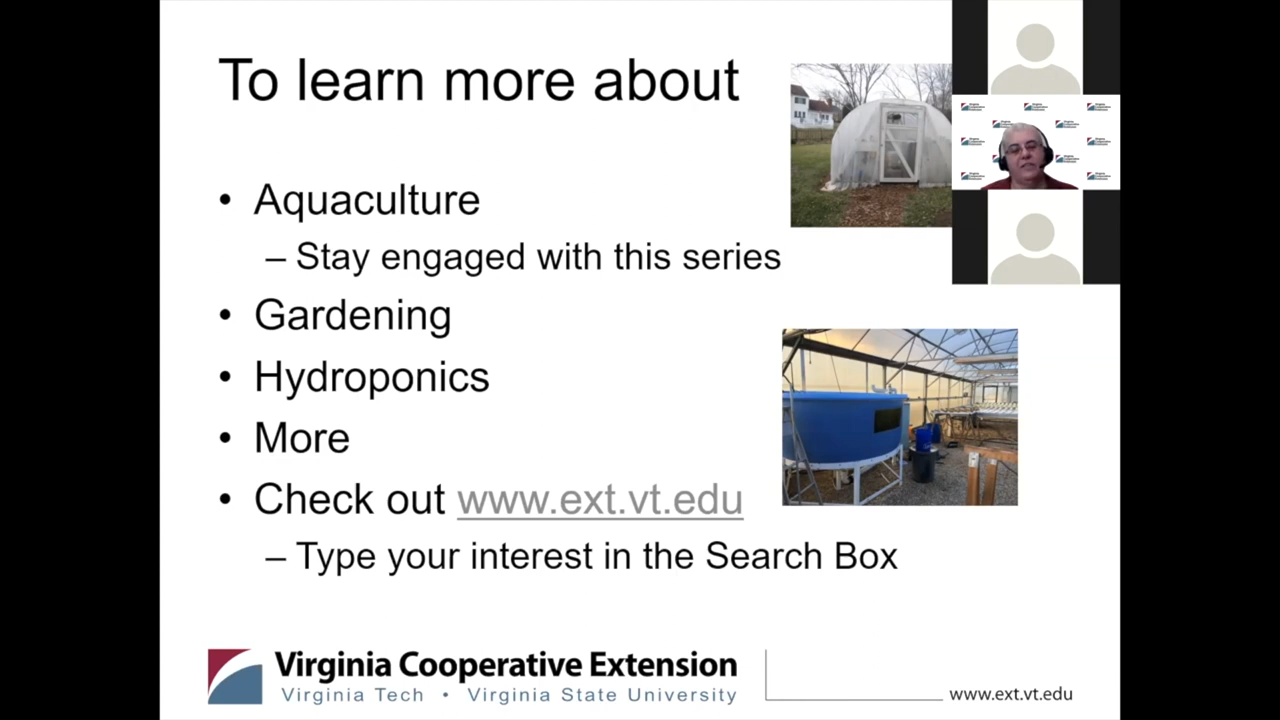 To learn more about
• Aquaculture
– Stay engaged with this series
• Gardening
• Hydroponics
• More
• Check out www.ext.vt.edu
– Type your interest in the Search Box
Virginia Cooperative Extension
Virginia Tech • Virginia State University
www.ext.vt.edu